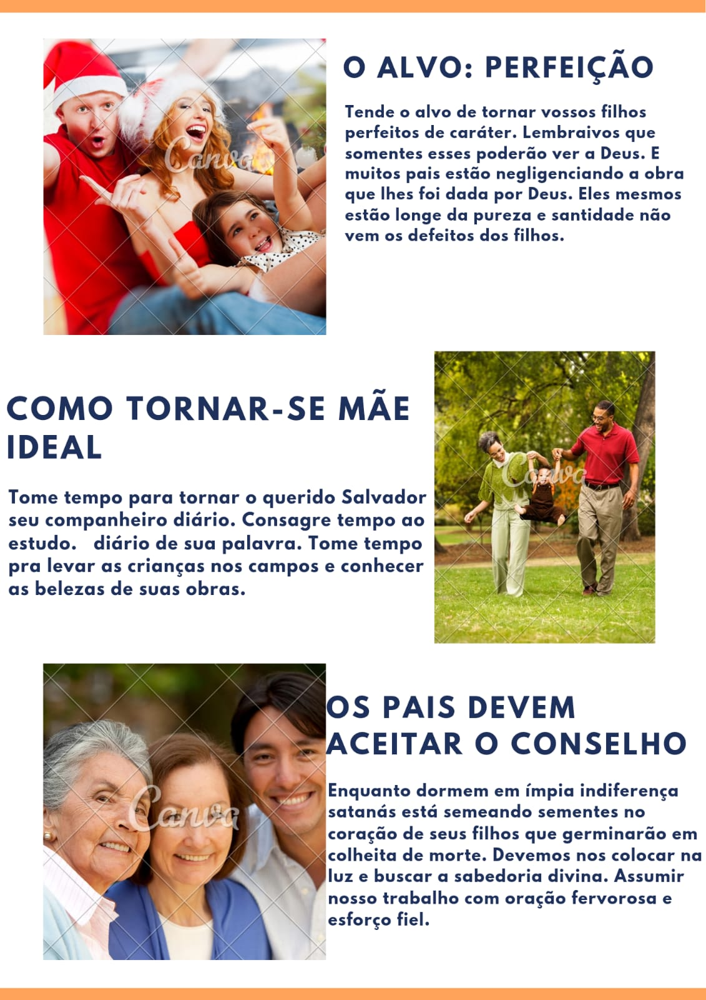 Canva
O ALVO: PERFEIÇÃO
Tende o alvo de tornar vossos filhos
perfeitos de caráter. Lembraivos que
somentes esses poderão ver a Deus. E
muitos pais estão negligenciando a obra
que lhes foi dada por Deus. Eles mesmos
estão longe da pureza e santidade não
vem os defeitos dos filhos.
COMO TORNAR-SE MÃE
IDEAL
Tome tempo para tornar o querido Salvador
seu companheiro diário. Consagre tempo ao
estudo.   diário de sua palavra. Tome tempo
pra levar as crianças nos campos e conhecer
as belezas de suas obras.
Canva
Canva
OS PAIS DEVEM
ACEITAR O CONSELHO
Enquanto dormem em ímpia indiferença
satanás está semeando sementes no
coração de seus filhos que germinarão em
colheita de morte. Devemos nos colocar na
luz e buscar a sabedoria divina. Assumir
nosso trabalho com oração fervorosa e
esforço fiel.